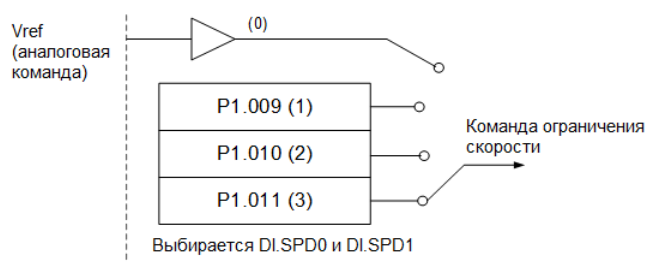 Vref
(аналоговая
команда)
(0)
P1.009 (1)
P1.010 (2)
P1.011 (3)
Команда ограничения
скорости
Выбирается DI.SPD0 и DI.SPD1